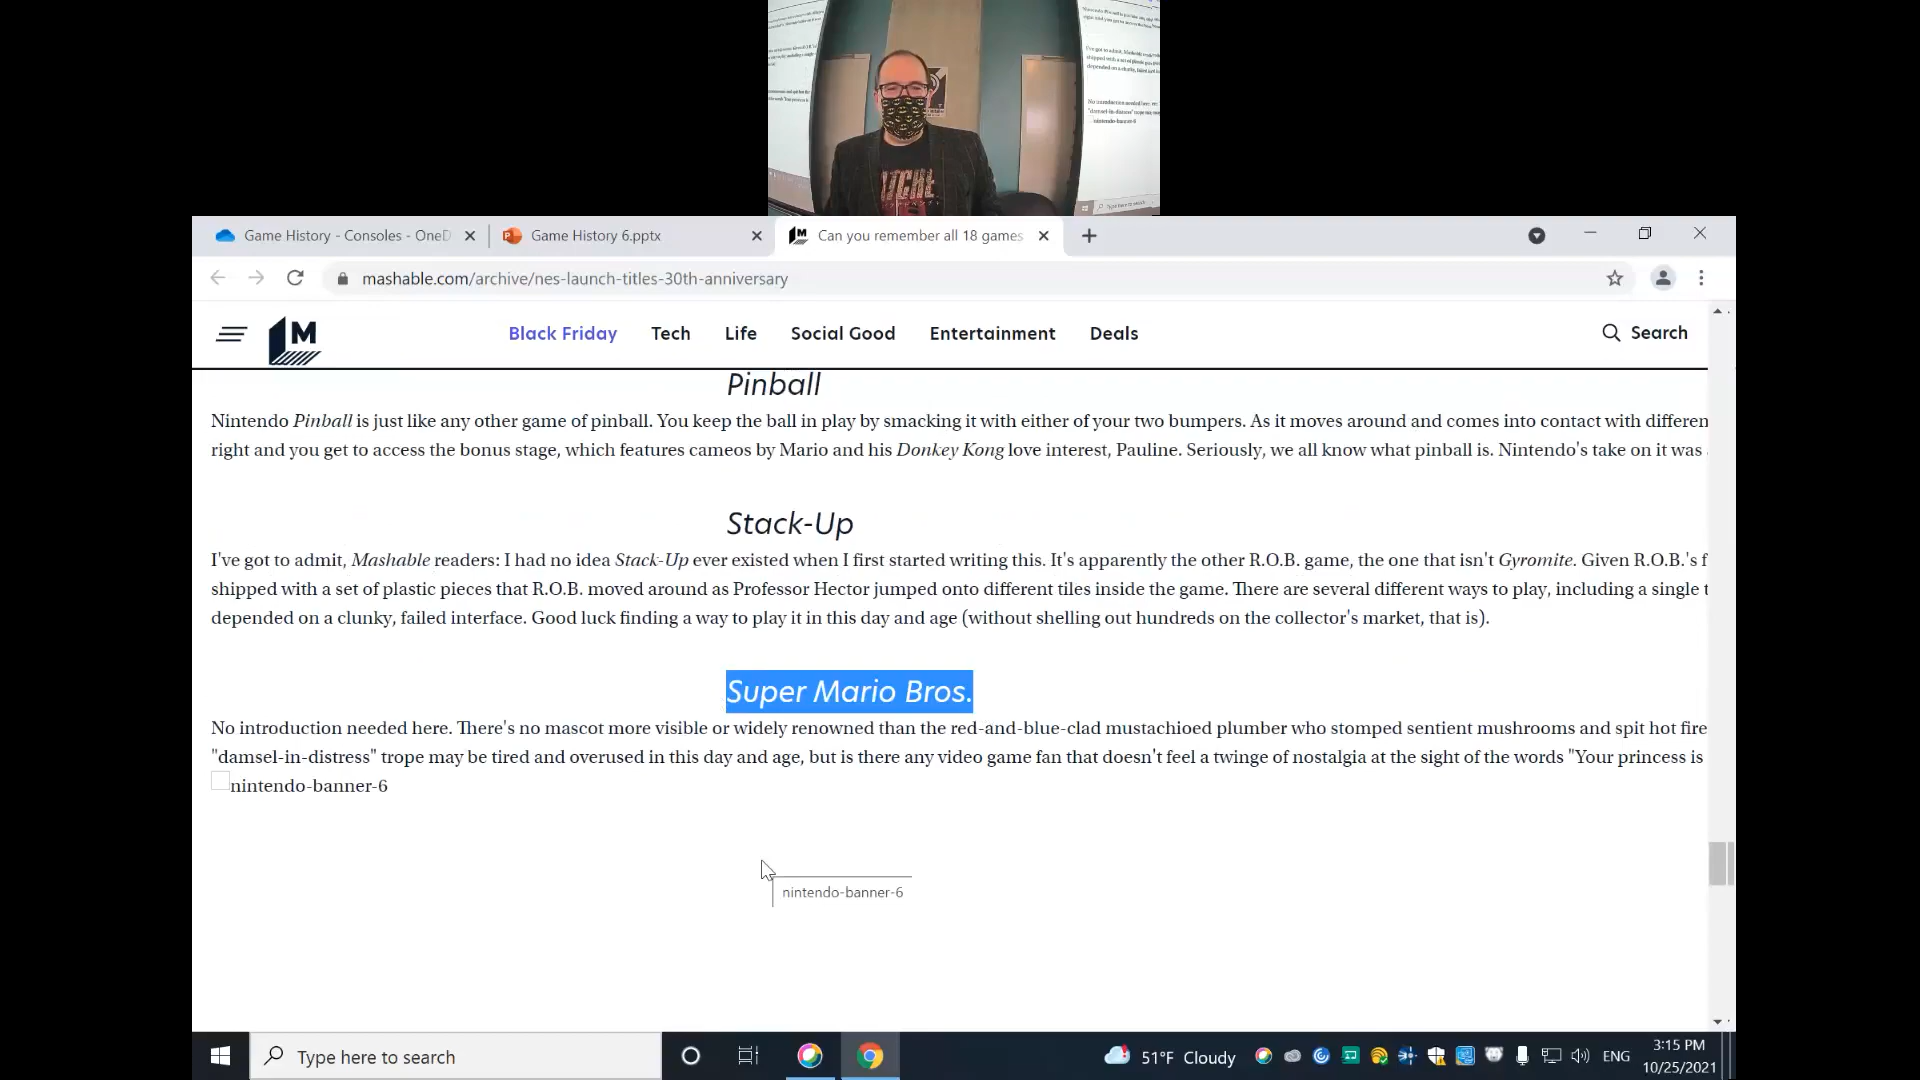 Game History - Consoles - OneD
Game History 6.pptx
Can you remember all 18 games
mashable.com/archive/nes-launch-titles-30th-anniversary
M
Black Friday
Tech
Life
Social Good
Entertainment
Deals
Search
Pinball
Nintendo Pinball is just like any other game of pinball. You keep the ball in play by smacking it with either of your two bumpers. As it moves around and comes into contact with differen
right and you get to access the bonus stage, which features cameos by Mario and his Donkey Kong love interest, Pauline. Seriously, we all know what pinball is. Nintendo's take on it was
Stack-Up
I've got to admit, Mashable readers: I had no idea Stack-Up ever existed when I first started writing this. It's apparently the other R.O.B. game, the one that isn't Gyromite. Given R.O.B.'s f
shipped with a set of plastic pieces that R.O.B. moved around as Professor Hector jumped onto different tiles inside the game. There are several different ways to play, including a single t
depended on a clunky, failed interface. Good luck finding a way to play it in this day and age (without shelling out hundreds on the collector's market, that is).
Super Mario Bros.
No introduction needed here. There's no mascot more visible or widely renowned than the red-and-blue-clad mustachioed plumber who stomped sentient mushrooms and spit hot fire
"damsel-in-distress" trope may be tired and overused in this day and age, but is there any video game fan that doesn't feel a twinge of nostalgia at the sight of the words "Your princess is
nintendo-banner-6
nintendo-banner-6
Type here to search
51°F Cloudy
ENG
3:15 PM
10/25/2021